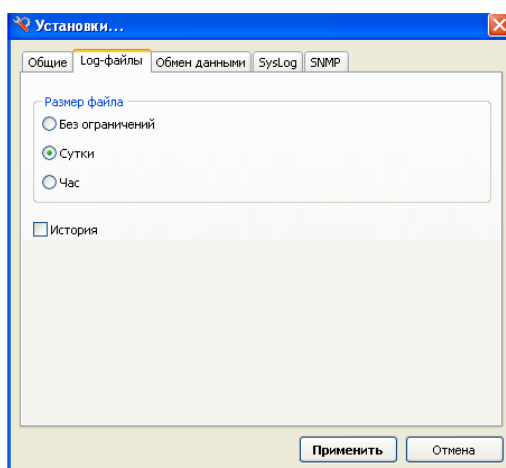 Установки...
Общие Log-файлы Обмен данными SysLog SNMP
Размер файла
Без ограничений
Сутки
Час
История
Применить Отмена